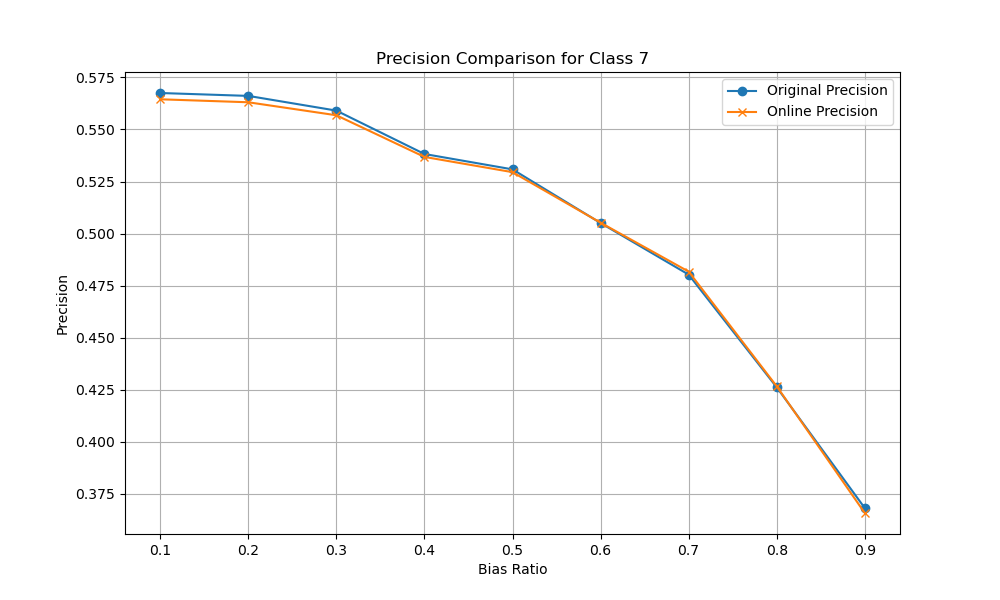 Precision Comparison for Class 7
Original Precision
Online Precision
0.575
0.550
0.525
0.500
0.475
0.450
0.425
0.400
0.375
Precision
0.1 0.2 0.3 0.4 0.5 0.6 0.7 0.8 0.9
Bias Ratio